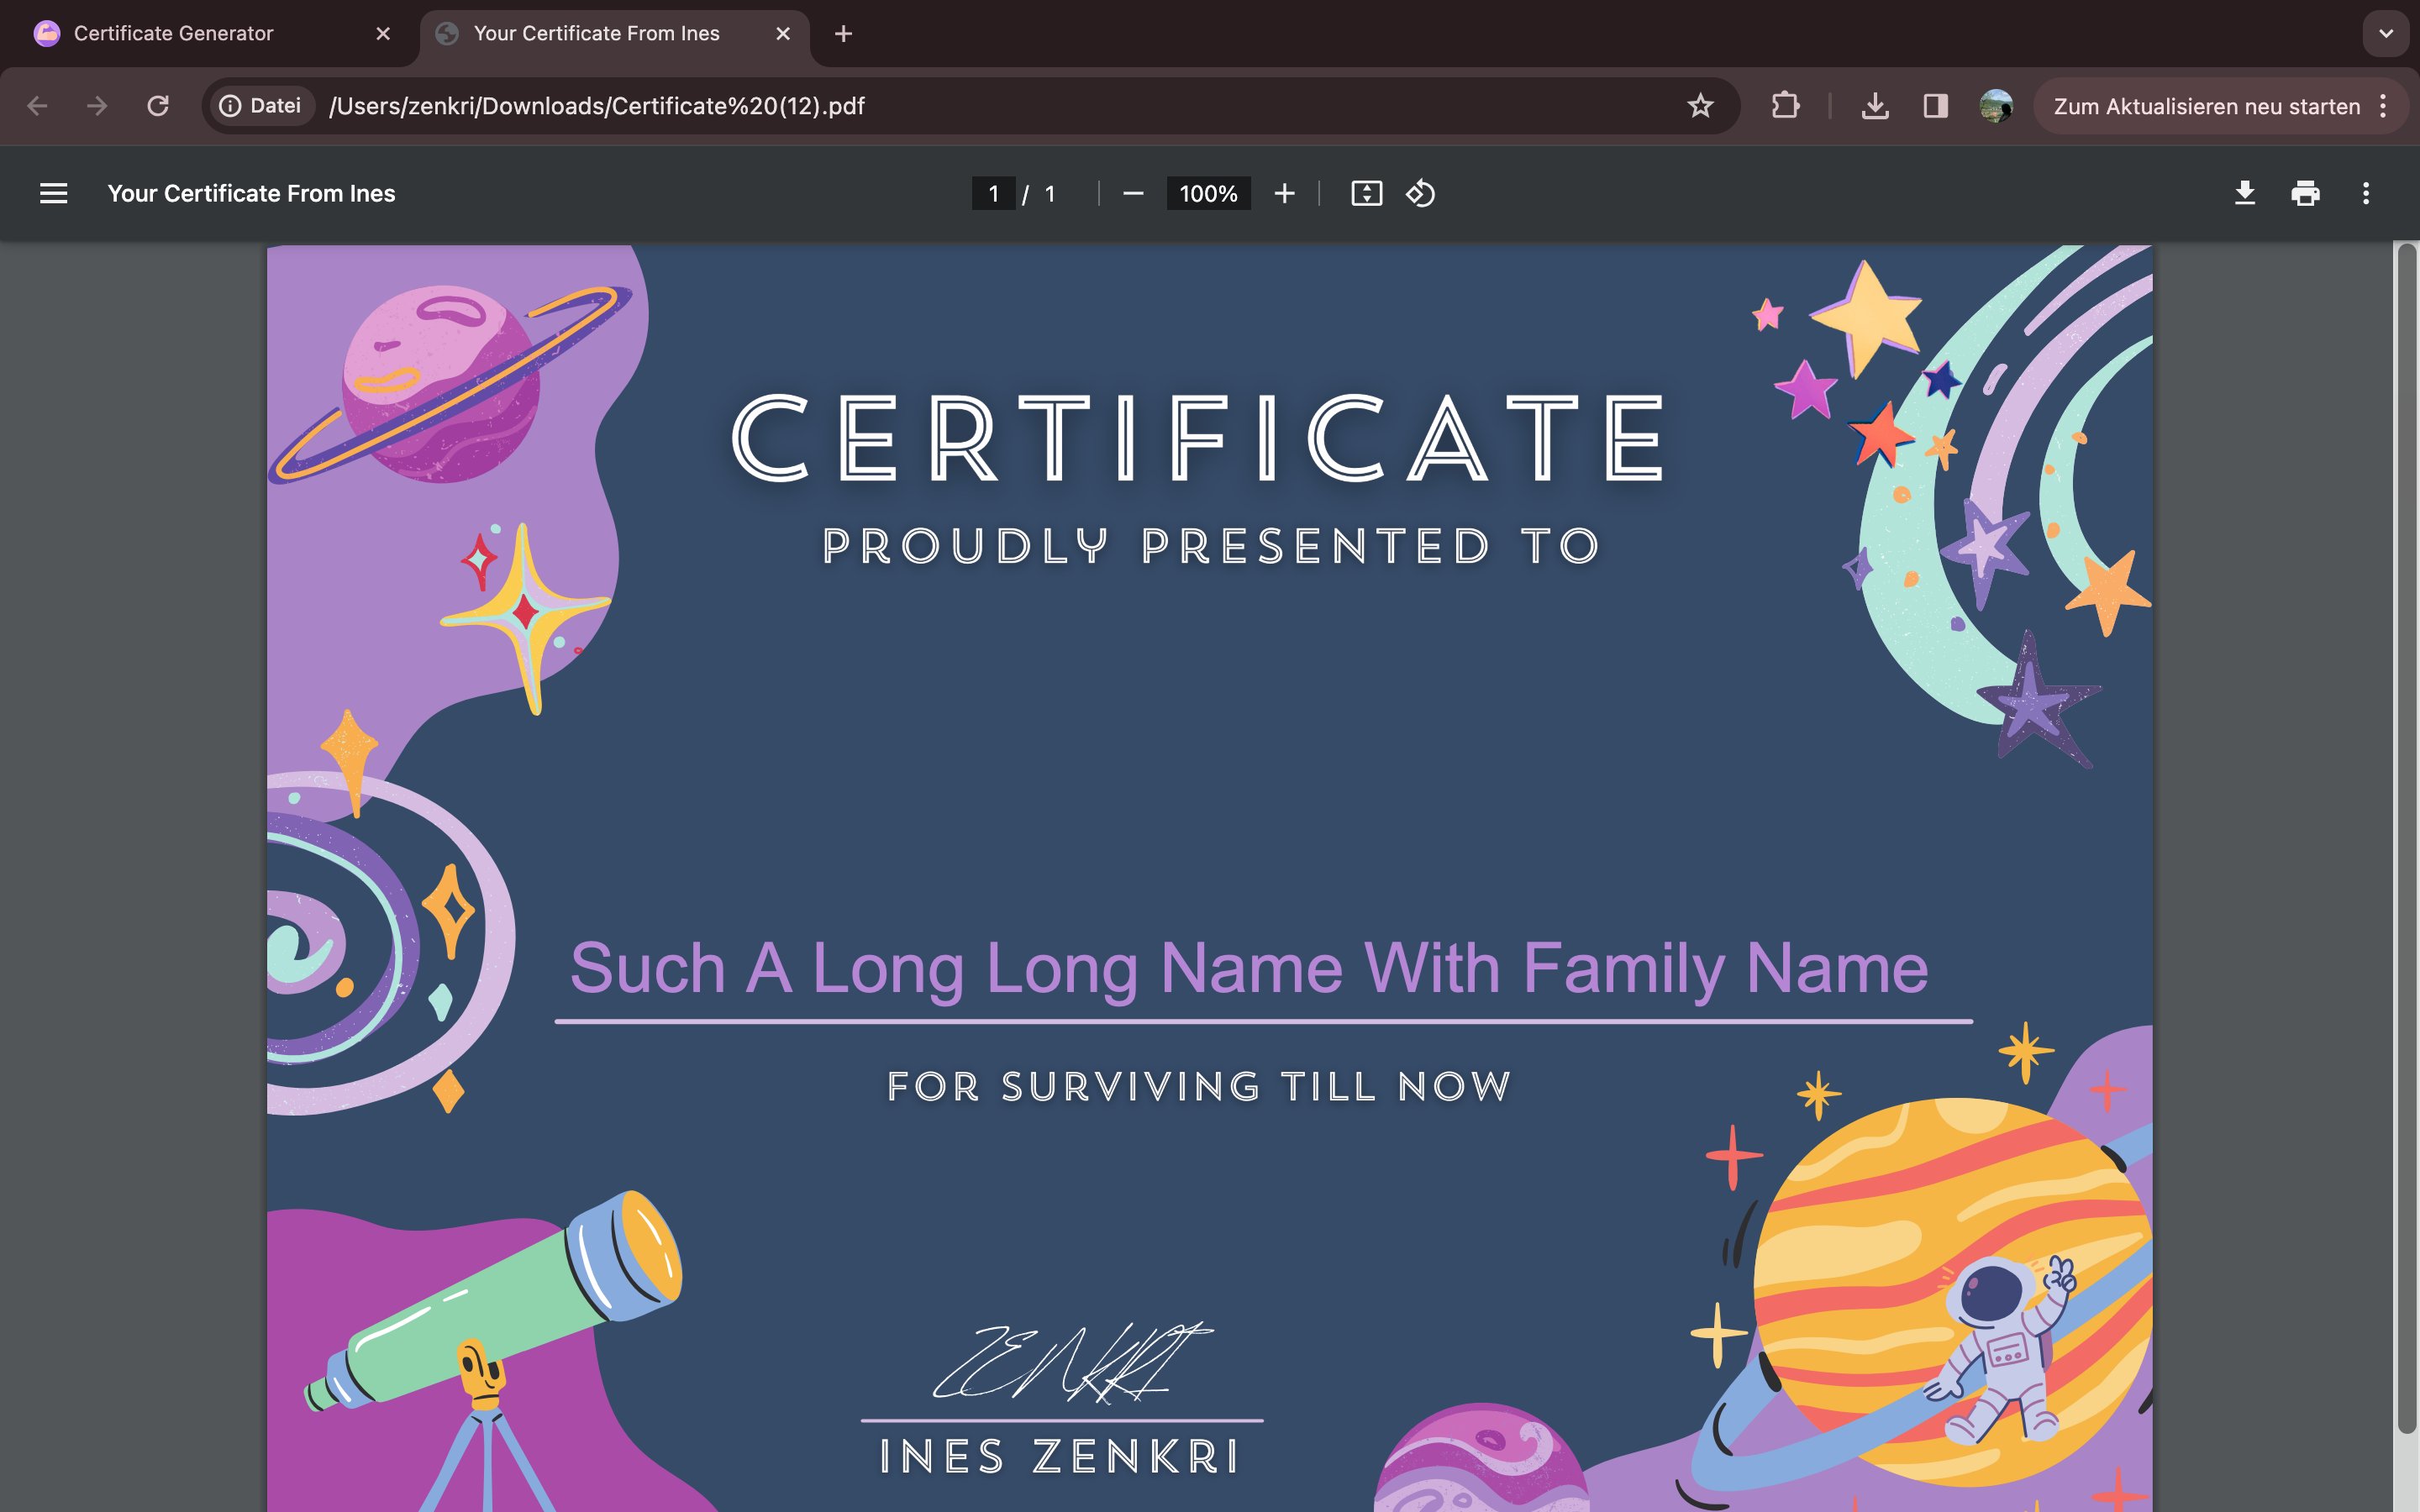 Certificate Generator
Your Certificate From Ines
Datei /Users/zenkri/Downloads/Certificate%20(12).pdf
Zum Aktualisieren neu starten
Your Certificate From Ines
1 / 1
100%
CERTIFICATE
PROUDLY PRESENTED TO
Such A Long Long Name With Family Name
FOR SURVIVING TILL NOW
ZENKRI
INES ZENKRI